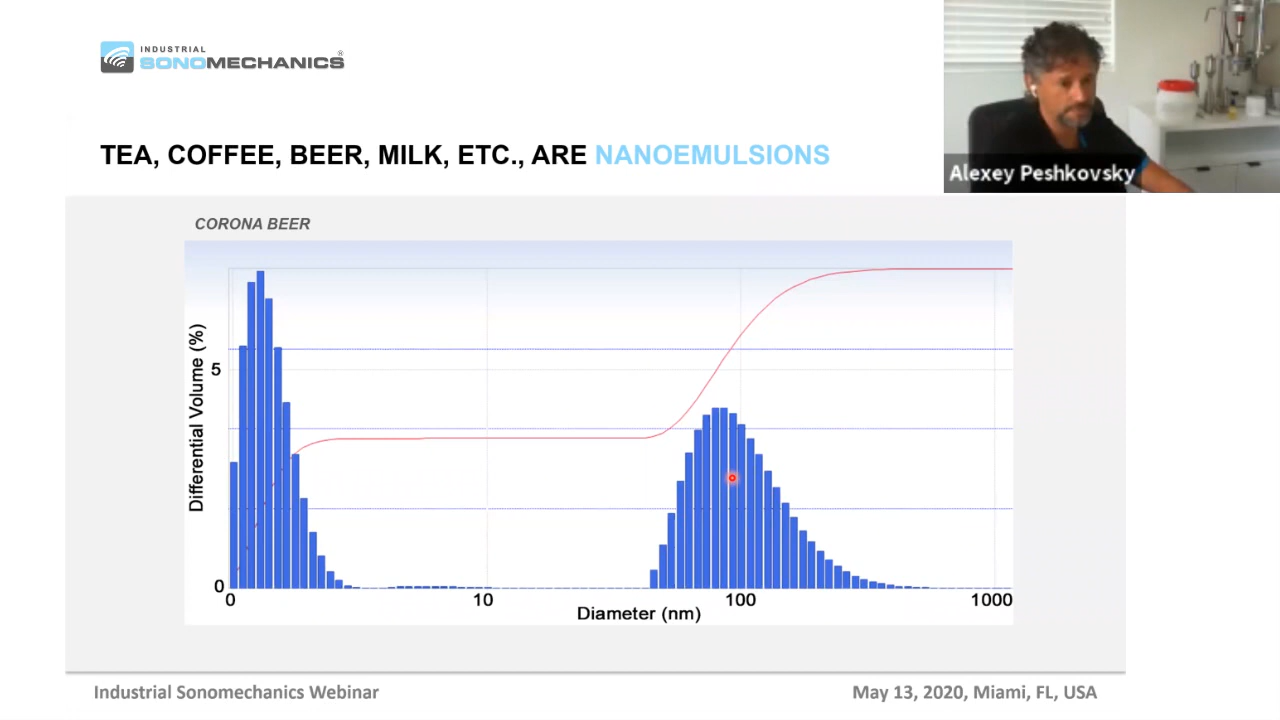 INDUSTRIAL
SONOMECHANICS®
Alexey Peshkovsky
TEA, COFFEE, BEER, MILK, ETC., ARE NANOEMULSIONS
CORONA BEER
Differential Volume (%)
5
0
0 10 100 1000
Diameter (nm)
Industrial Sonomechanics Webinar
May 13, 2020, Miami, FL, USA